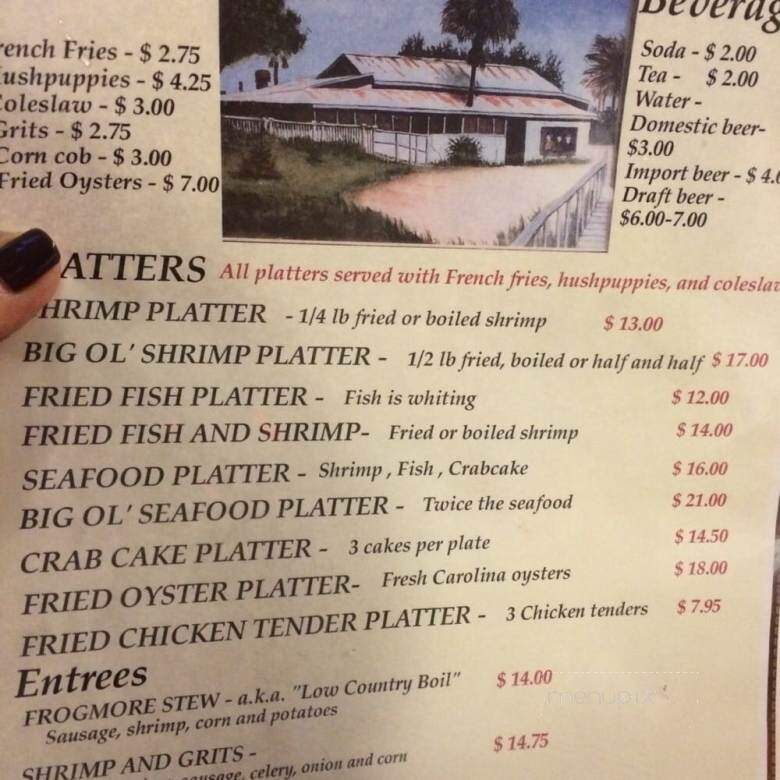 rench Fries - $ 2.75
ushpuppies - $ 4.25
oleslaw - $ 3.00
Grits - $ 2.75
Corn cob - $ 3.00
Fried Oysters - $ 7.00
Beverag
Soda - $ 2.00
Tea - $ 2.00
Water -
Domestic beer-
$3.00
Import beer - $ 4.
Draft beer -
$6.00-7.00
ATTERS All platters served with French fries, hushpuppies, and coleslaw
HRIMP PLATTER - 1/4 lb fried or boiled shrimp $ 13.00
BIG OL' SHRIMP PLATTER - 1/2 lb fried, boiled or half and half $ 17.00
FRIED FISH PLATTER - Fish is whiting $ 12.00
FRIED FISH AND SHRIMP- Fried or boiled shrimp $ 14.00
SEAFOOD PLATTER - Shrimp , Fish , Crabcake $ 16.00
BIG OL' SEAFOOD PLATTER - Twice the seafood $ 21.00
CRAB CAKE PLATTER - 3 cakes per plate $ 14.50
FRIED OYSTER PLATTER- Fresh Carolina oysters $ 18.00
FRIED CHICKEN TENDER PLATTER - 3 Chicken tenders $ 7.95
Entrees
FROGMORE STEW - a.k.a. "Low Country Boil" $ 14.00
Sausage, shrimp, corn and potatoes
SHRIMP AND GRITS - $ 14.75
sausage, celery, onion and corn